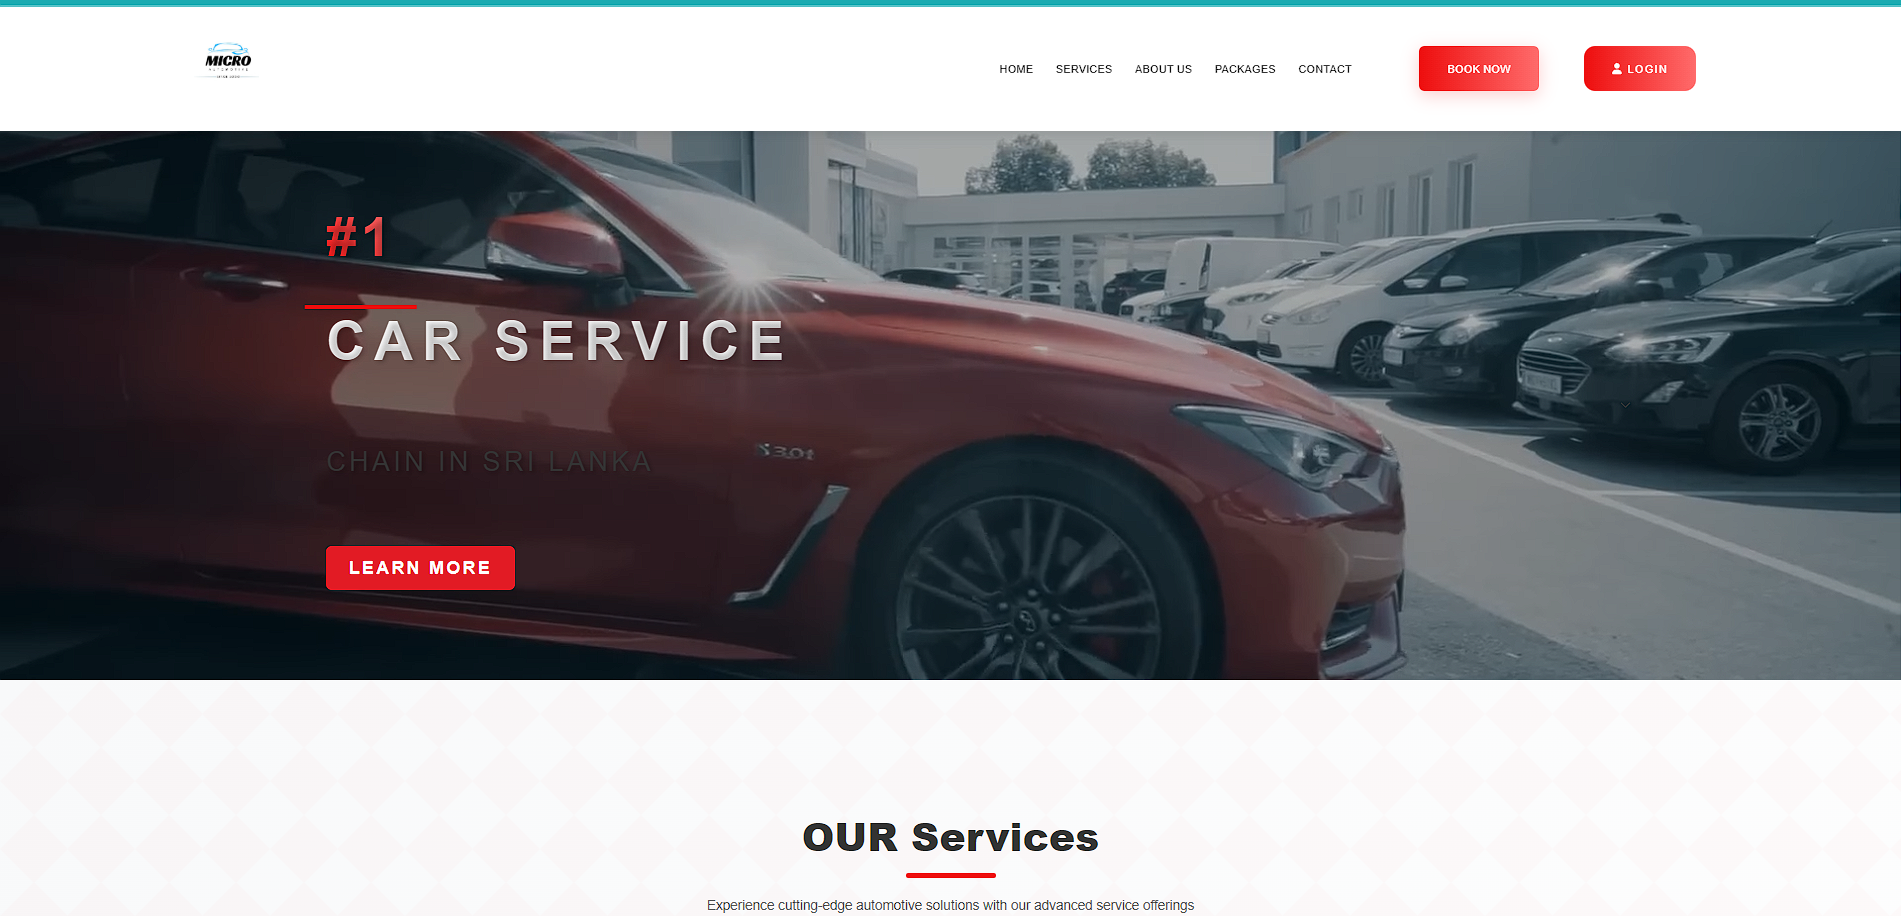 MICRO
AUTOMOTIVE
HOME
SERVICES
ABOUT US
PACKAGES
CONTACT
BOOK NOW
LOGIN
#1
CAR SERVICE
CHAIN IN SRI LANKA
LEARN MORE
OUR Services
Experience cutting-edge automotive solutions with our advanced service offerings